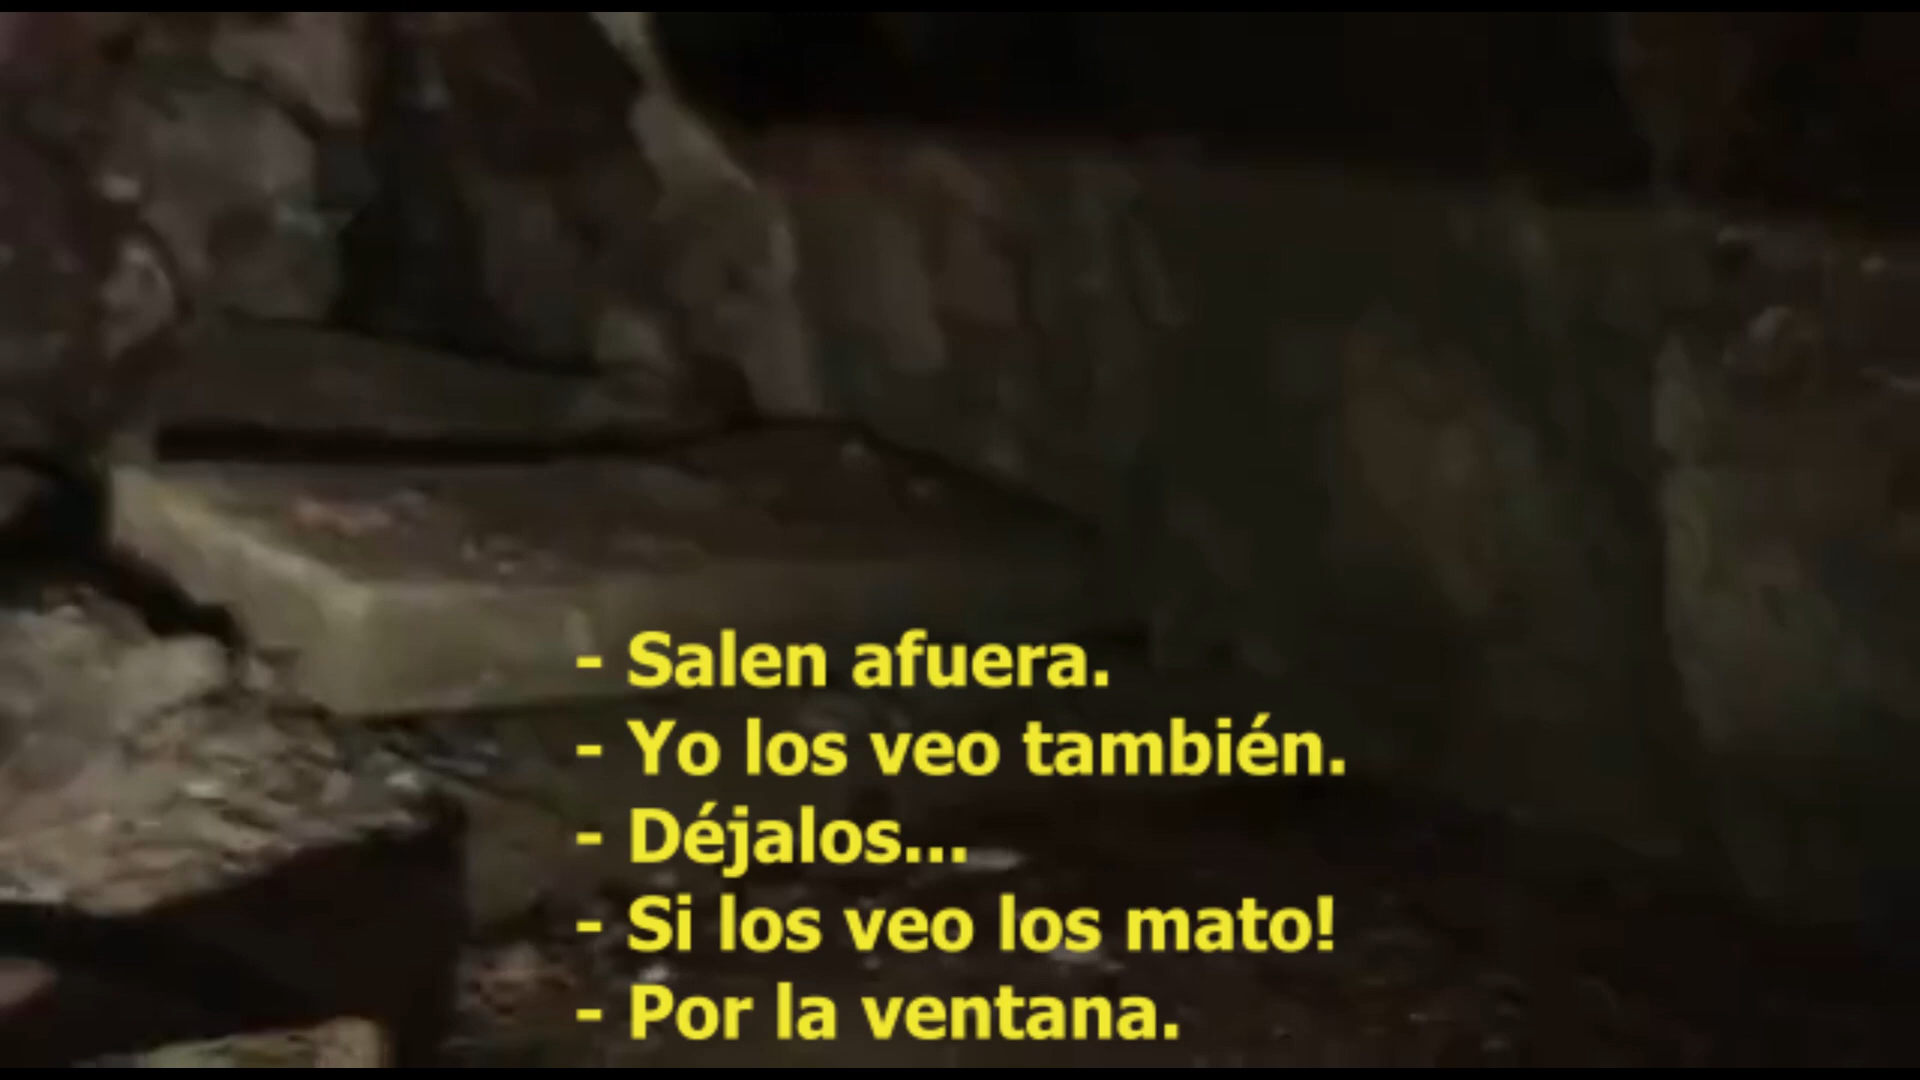 - Salen afuera.
- Yo los veo también.
- Déjalos...
- Si los veo los mato!
- Por la ventana.